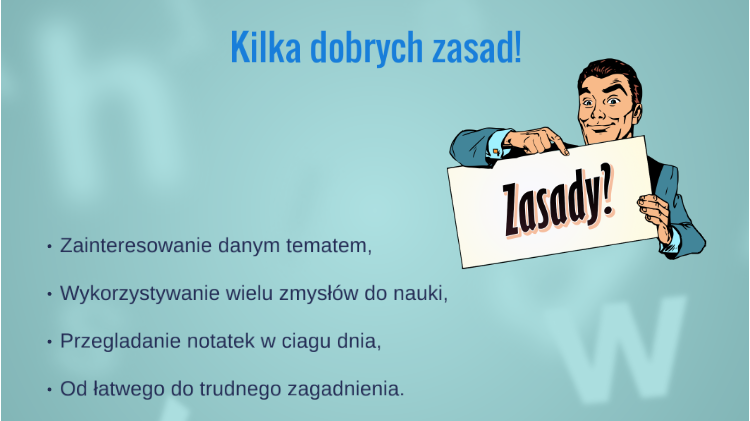 Kilka dobrych zasad!
Zasady?
• Zainteresowanie danym tematem,
• Wykorzystywanie wielu zmysłów do nauki,
• Przegladanie notatek w ciagu dnia,
• Od łatwego do trudnego zagadnienia.
h
w